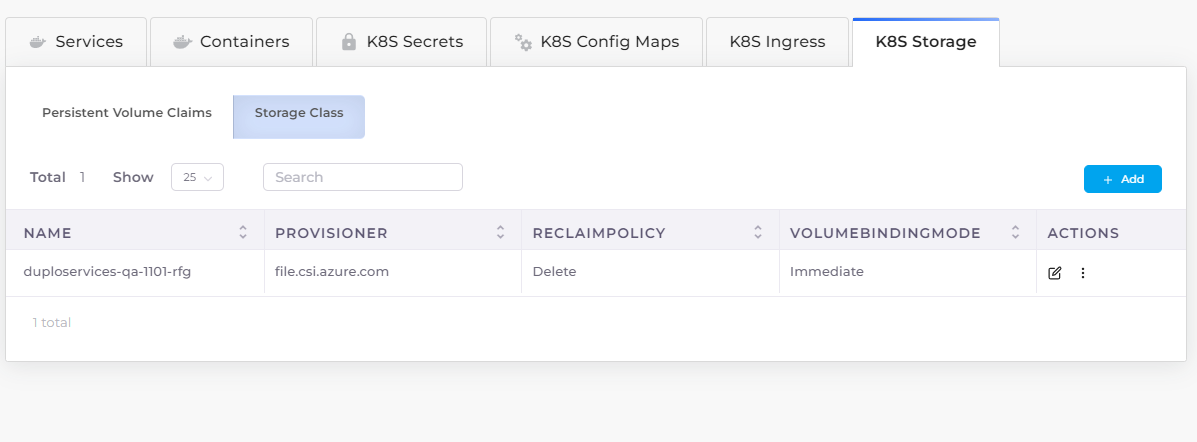 Services Containers K8S Secrets K8S Config Maps K8S Ingress K8S Storage
Persistent Volume Claims Storage Class
Total 1 Show 25 Search + Add
NAME PROVISIONER RECLAIMPOLICY VOLUMEBINDINGMODE ACTIONS
duploservices-qa-1101-rfg file.csi.azure.com Delete Immediate
1 total